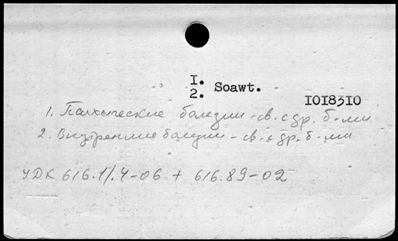 I.
2. Soawt.
IOI83IO
1. Психические болезни - св. с др. б-ми
2. Внутренние болезни - св. с др. б-ми
УДК 616.1/.4-06 + 616.89-02